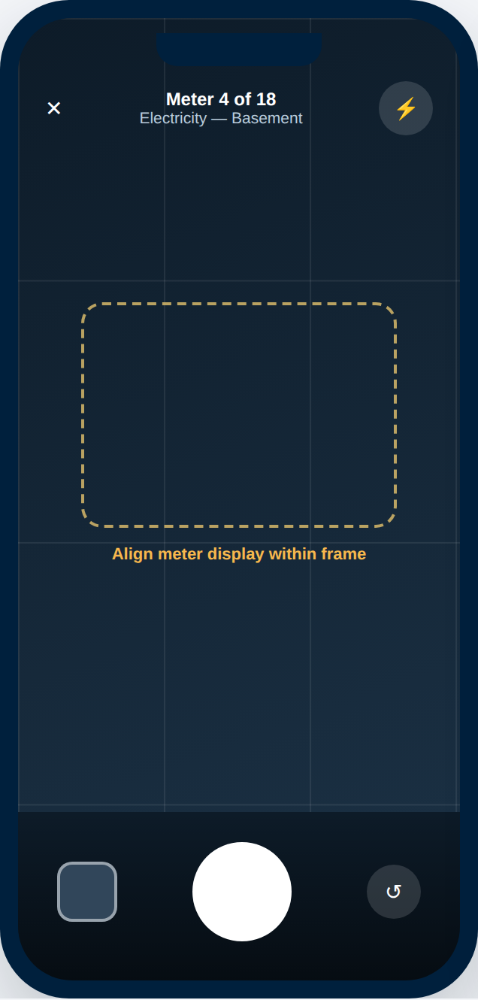 ✕
Meter 4 of 18
Electricity — Basement
⚡
Align meter display within frame
↺